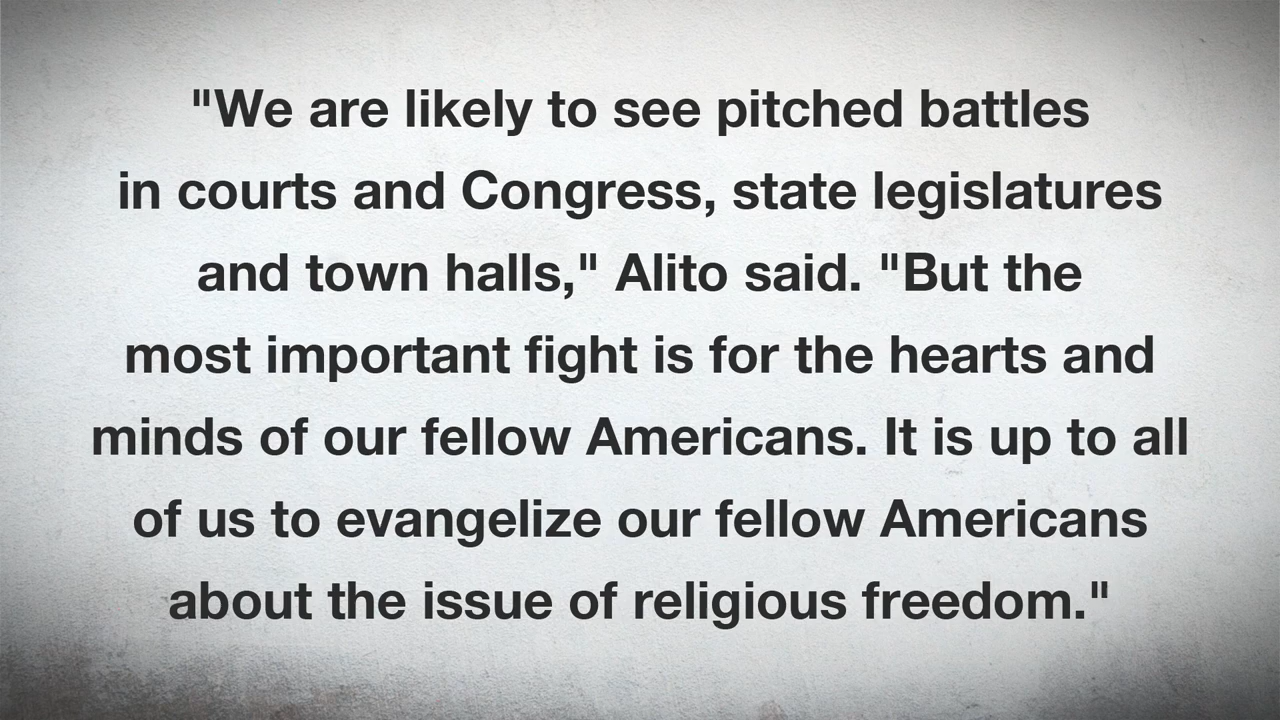 "We are likely to see pitched battles
in courts and Congress, state legislatures
and town halls," Alito said. "But the
most important fight is for the hearts and
minds of our fellow Americans. It is up to all
of us to evangelize our fellow Americans
about the issue of religious freedom."